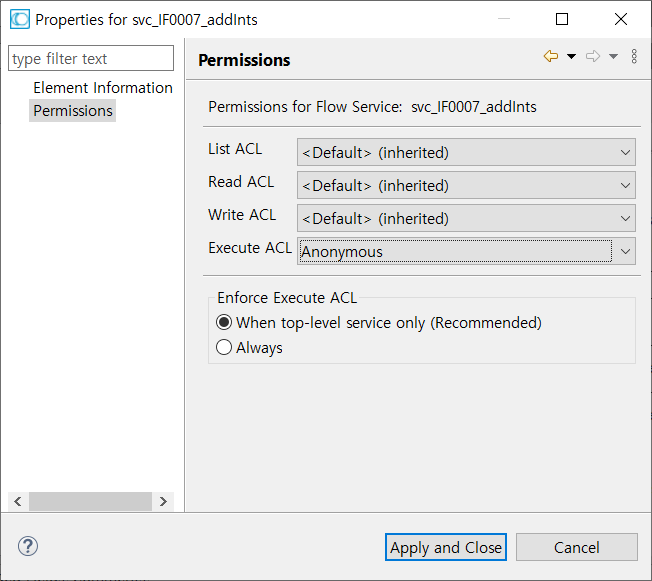 Properties for svc_IF0007_addInts
type filter text
Element Information
Permissions
Permissions
Permissions for Flow Service: svc_IF0007_addInts
List ACL <Default> (inherited)
Read ACL <Default> (inherited)
Write ACL <Default> (inherited)
Execute ACL Anonymous
Enforce Execute ACL
When top-level service only (Recommended)
Always
Apply and Close Cancel